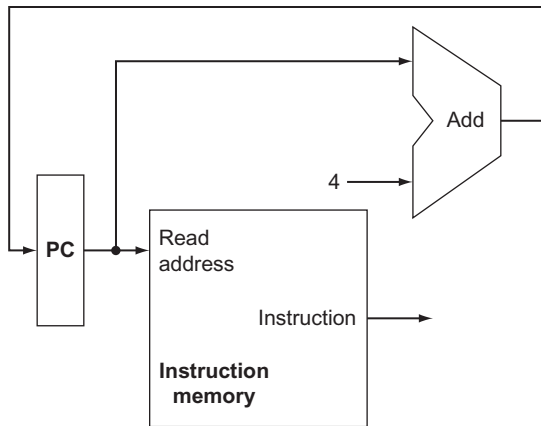 Add
4
PC
Read
address
Instruction
Instruction
memory